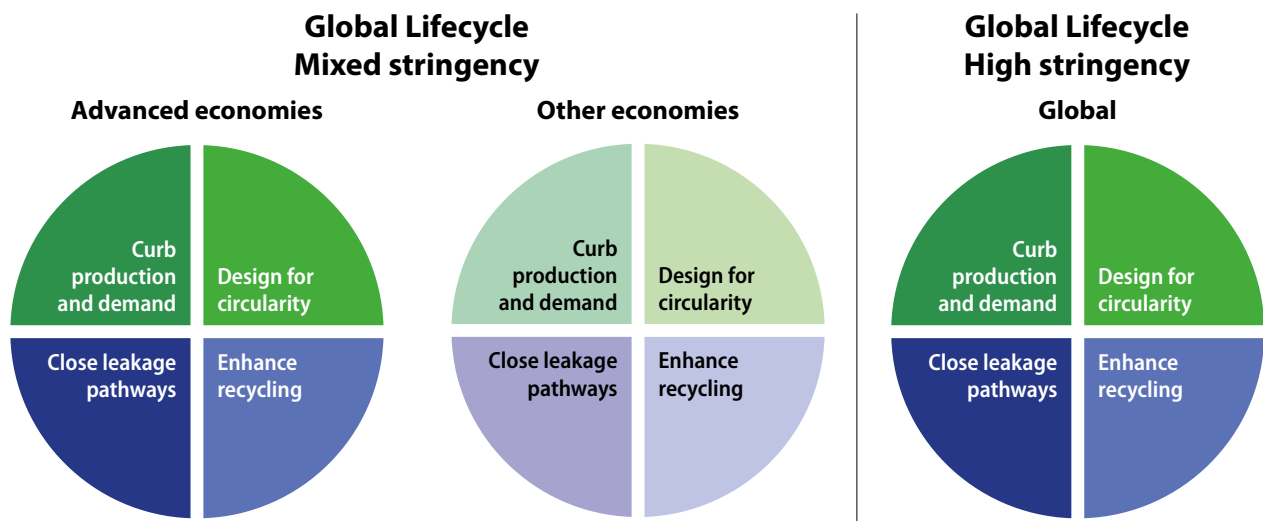 Global Lifecycle
Mixed stringency
Advanced economies
Curb
production
and demand
Design for
circularity
Close leakage
pathways
Enhance
recycling
Other economies
Curb
production
and demand
Design for
circularity
Close leakage
pathways
Enhance
recycling
Global Lifecycle
High stringency
Global
Curb
production
and demand
Design for
circularity
Close leakage
pathways
Enhance
recycling